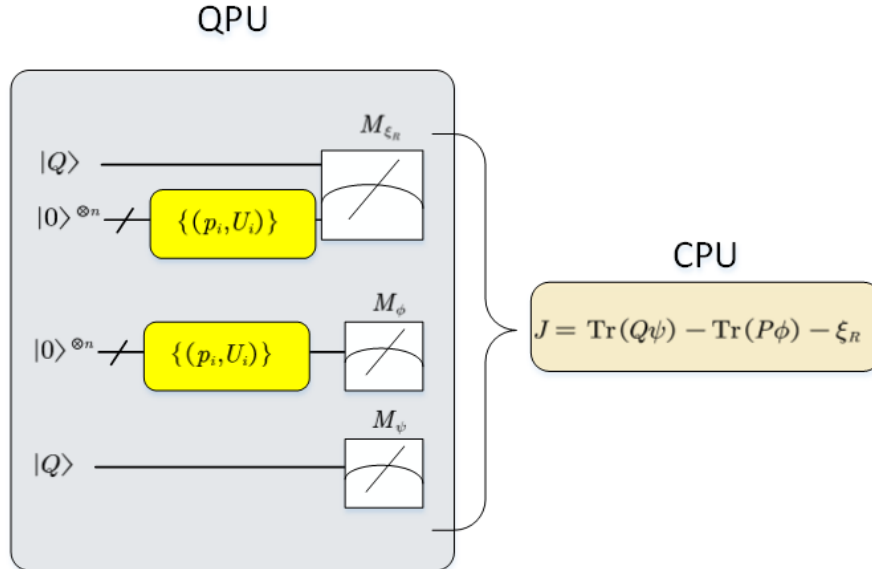 QPU
M_{ξ_R}
|Q⟩
|0⟩^{⊗n}
{(p_i, U_i)}
CPU
M_ϕ
J = Tr(Qψ) − Tr(Pϕ) − ξ_R
|0⟩^{⊗n}
{(p_i, U_i)}
M_ψ
|Q⟩